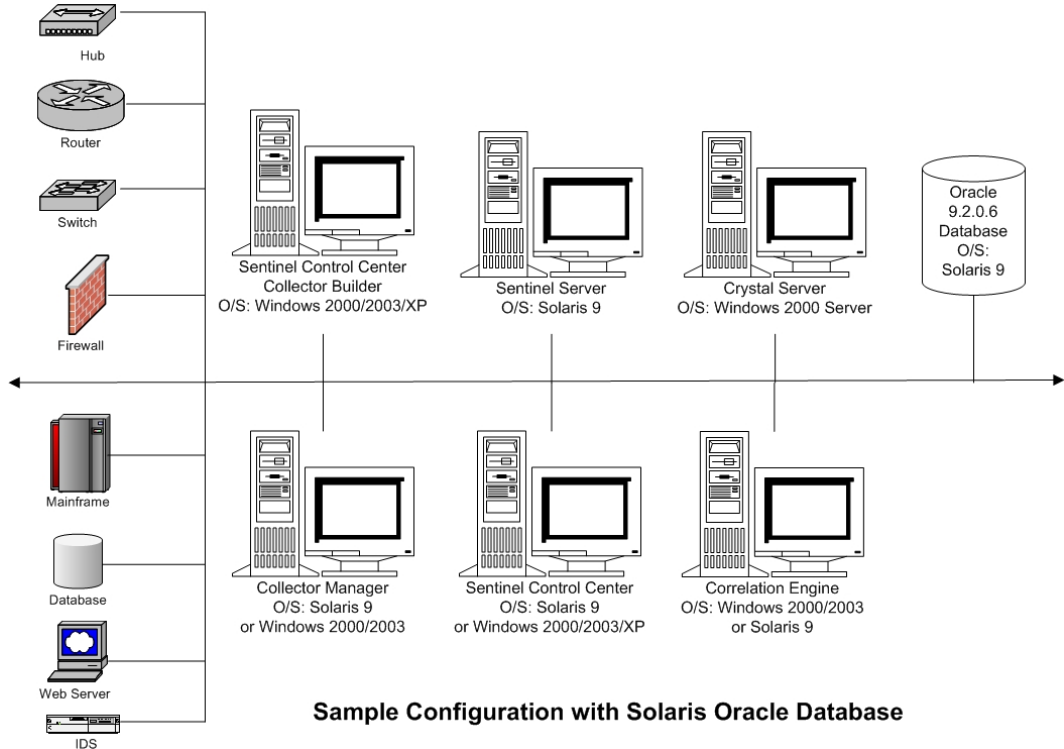 Hub
Router
Switch
Firewall
Mainframe
Database
Web Server
IDS
Sentinel Control Center
Collector Builder
O/S: Windows 2000/2003/XP
Sentinel Server
O/S: Solaris 9
Crystal Server
O/S: Windows 2000 Server
Oracle
9.2.0.6
Database
O/S:
Solaris 9
Collector Manager
O/S: Solaris 9
or Windows 2000/2003
Sentinel Control Center
O/S: Solaris 9
or Windows 2000/2003/XP
Correlation Engine
O/S: Windows 2000/2003
or Solaris 9
Sample Configuration with Solaris Oracle Database